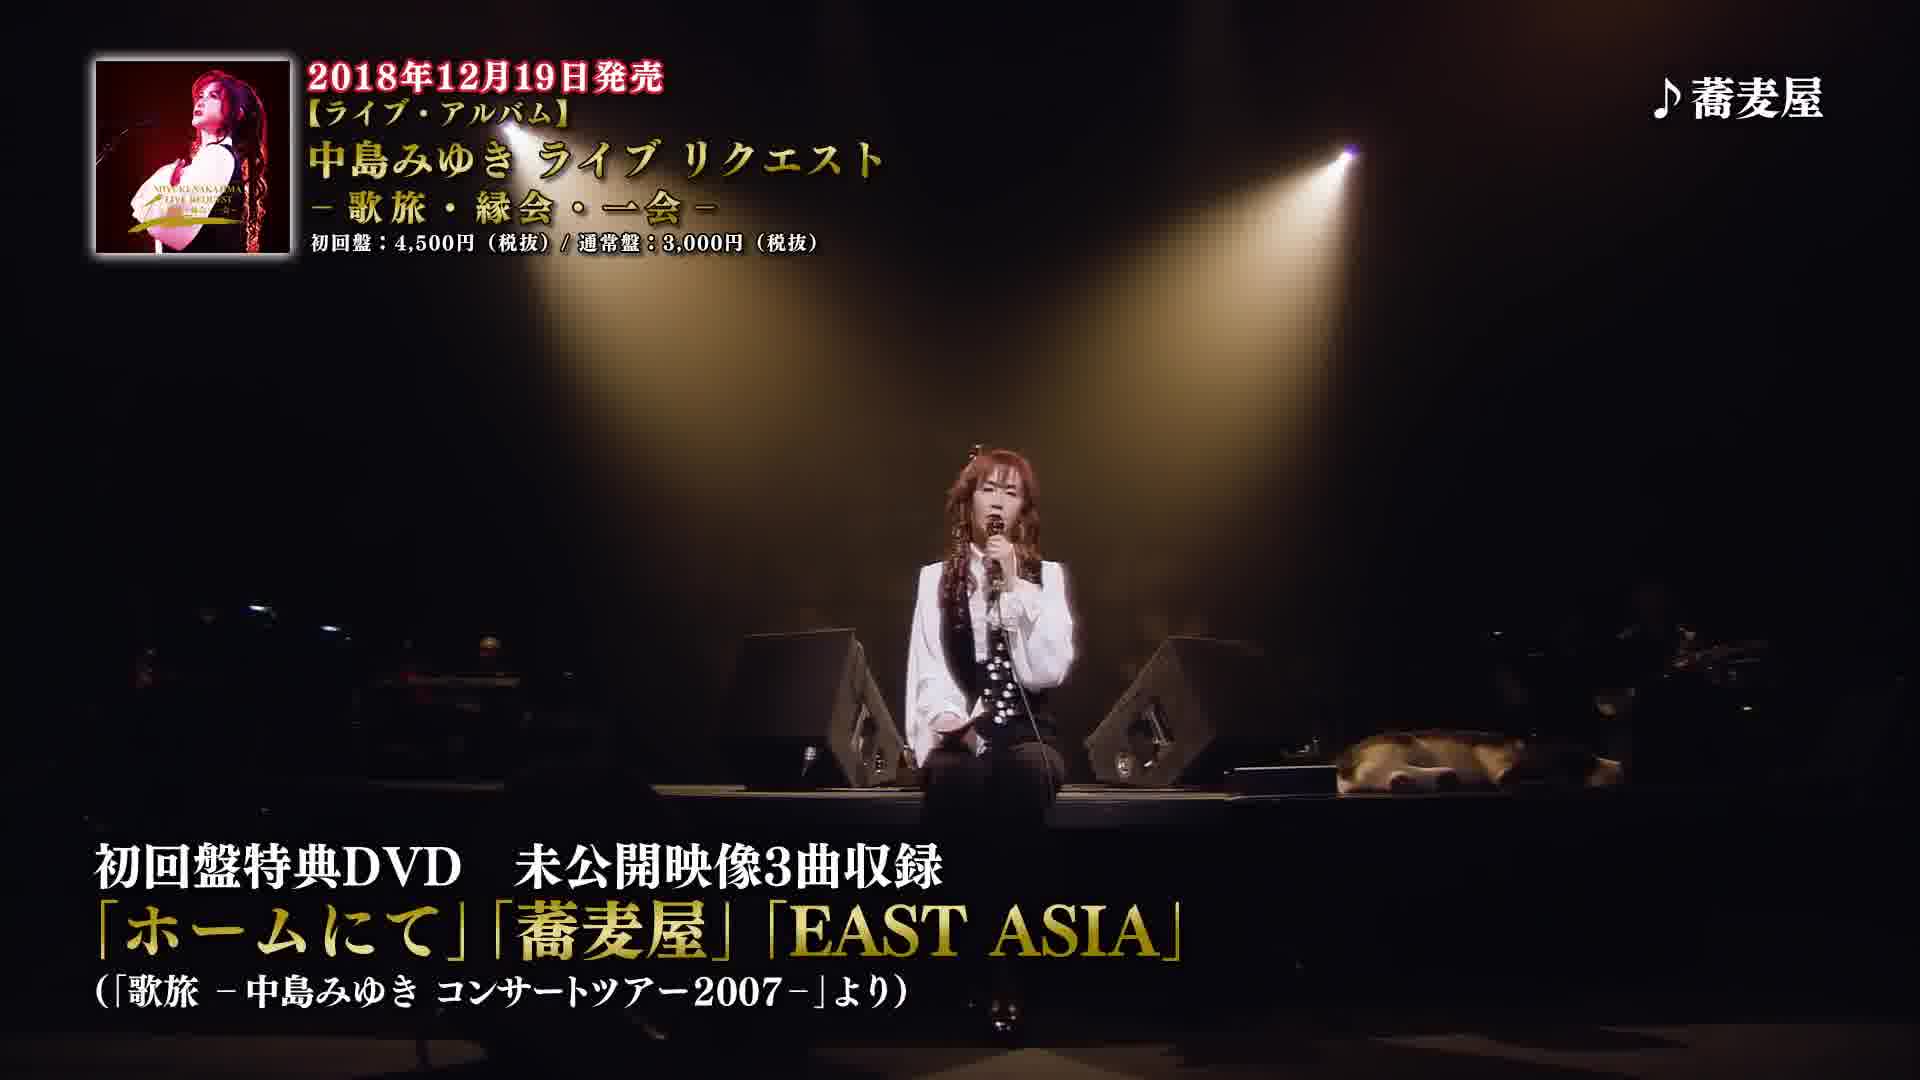 2018年12月19日発売
【ライブ・アルバム】
中島みゆき ライブ リクエスト
－歌旅・縁会・一会－
初回盤：4,500円（税抜）/ 通常盤：3,000円（税抜）
♪蕎麦屋
MIYUKI NAKAJIMA
LIVE REQUEST
初回盤特典DVD　未公開映像3曲収録
「ホームにて」「蕎麦屋」「EAST ASIA」
（「歌旅 －中島みゆき コンサートツアー2007－」より）